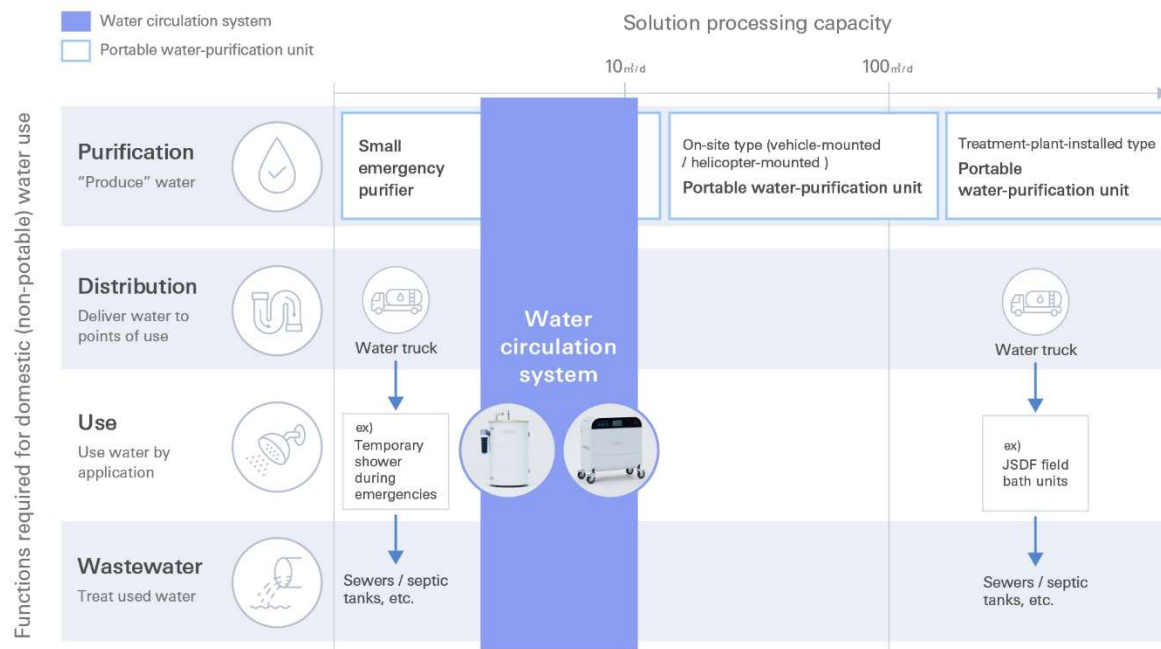 Water circulation system
Portable water-purification unit
Solution processing capacity
10㎥/d
100㎥/d
Functions required for domestic (non-potable) water use
Purification
"Produce" water
Small
emergency
purifier
On-site type (vehicle-mounted
/ helicopter-mounted )
Portable water-purification unit
Treatment-plant-installed type
Portable
water-purification unit
Distribution
Deliver water to
points of use
Water truck
Water
circulation
system
Water truck
Use
Use water by
application
ex)
Temporary
shower
during
emergencies
ex)
JSDF field
bath units
Wastewater
Treat used water
Sewers / septic
tanks, etc.
Sewers / septic
tanks, etc.